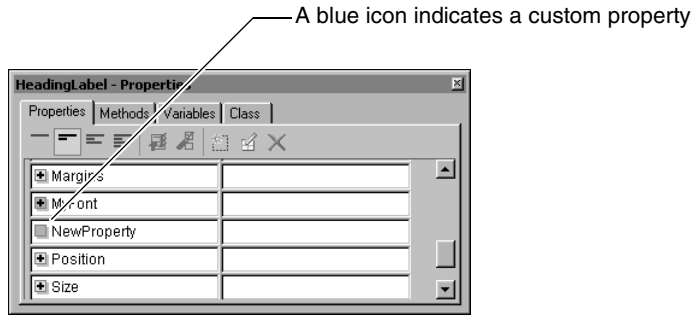 A blue icon indicates a custom property
HeadingLabel - Properties
Properties Methods Variables Class
Margins
MyFont
NewProperty
Position
Size